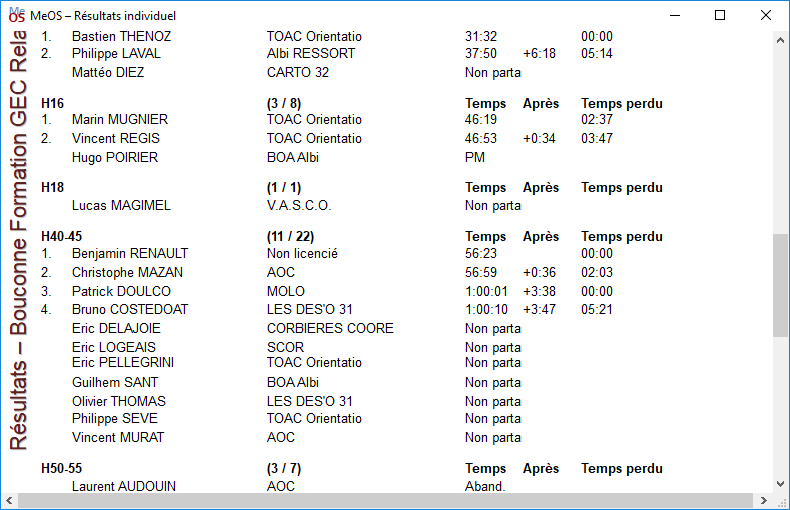 MeOS – Résultats individuel
Résultats – Bouconne Formation GEC Rela
1. Bastien THENOZ TOAC Orientatio 31:32 00:00
2. Philippe LAVAL Albi RESSORT 37:50 +6:18 05:14
Mattéo DIEZ CARTO 32 Non parta
H16 (3 / 8) Temps Après Temps perdu
1. Marin MUGNIER TOAC Orientatio 46:19 02:37
2. Vincent REGIS TOAC Orientatio 46:53 +0:34 03:47
Hugo POIRIER BOA Albi PM
H18 (1 / 1) Temps Après Temps perdu
Lucas MAGIMEL V.A.S.C.O. Non parta
H40-45 (11 / 22) Temps Après Temps perdu
1. Benjamin RENAULT Non licencié 56:23 00:00
2. Christophe MAZAN AOC 56:59 +0:36 02:03
3. Patrick DOULCO MOLO 1:00:01 +3:38 00:00
4. Bruno COSTEDOAT LES DES'O 31 1:00:10 +3:47 05:21
Eric DELAJOIE CORBIERES COORE Non parta
Eric LOGEAIS SCOR Non parta
Eric PELLEGRINI TOAC Orientatio Non parta
Guilhem SANT BOA Albi Non parta
Olivier THOMAS LES DES'O 31 Non parta
Philippe SEVE TOAC Orientatio Non parta
Vincent MURAT AOC Non parta
H50-55 (3 / 7) Temps Après Temps perdu
Laurent AUDOUIN AOC Aband.